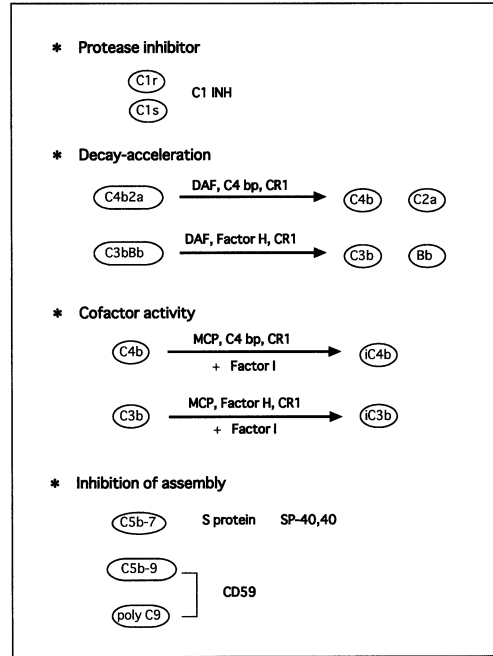 * Protease inhibitor
C1r
C1 INH
C1s
* Decay-acceleration
C4b2a DAF, C4 bp, CR1 C4b C2a
C3bBb DAF, Factor H, CR1 C3b Bb
* Cofactor activity
C4b MCP, C4 bp, CR1 iC4b
+ Factor I
C3b MCP, Factor H, CR1 iC3b
+ Factor I
* Inhibition of assembly
C5b-7 S protein SP-40,40
C5b-9
CD59
poly C9